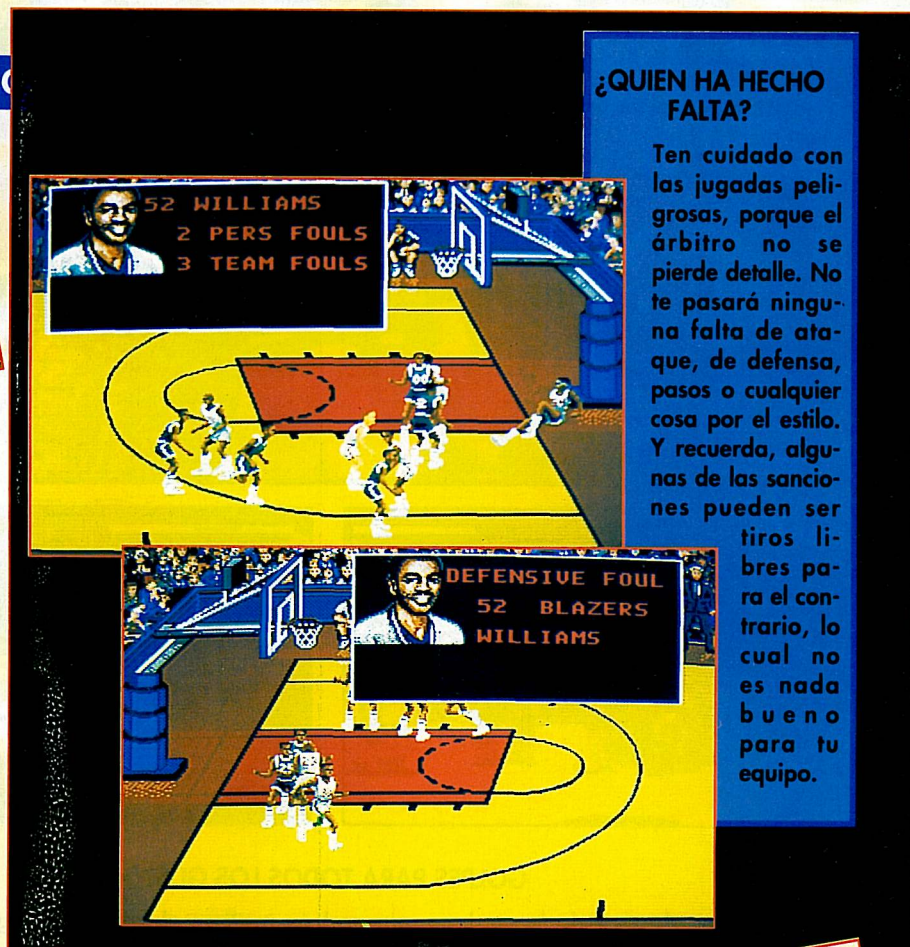 ¿QUIEN HA HECHO
FALTA?
Ten cuidado con
las jugadas peli-
grosas, porque el
árbitro no se
pierde detalle. No
te pasará ningu-
na falta de ata-
que, de defensa,
pasos o cualquier
cosa por el estilo.
Y recuerda, algu-
nas de las sancio-
nes pueden ser
tiros li-
bres pa-
ra el con-
trario, lo
cual no
es nada
bueno
para tu
equipo.
52 WILLIAMS
2 PERS FOULS
3 TEAM FOULS
00
DEFENSIVE FOUL
52 BLAZERS
WILLIAMS